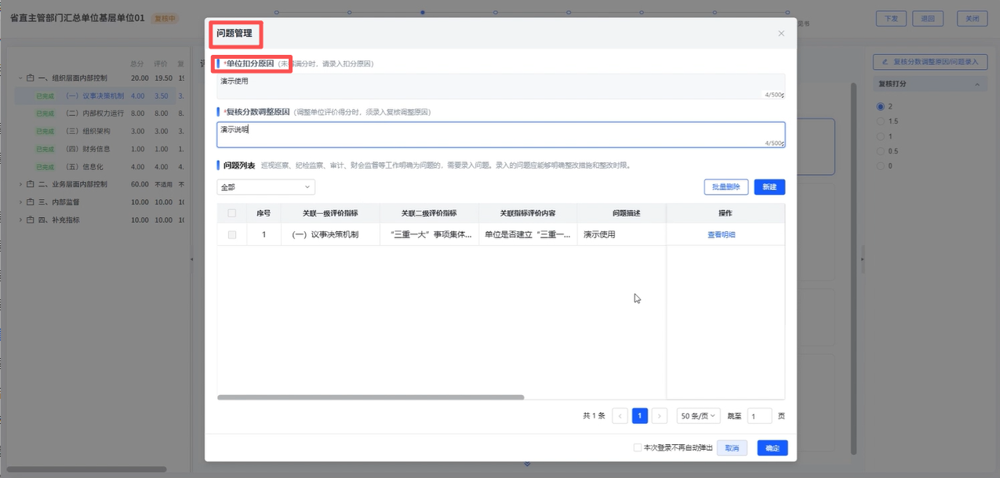 省直主管部门汇总单位基层单位01 复核中
下发 退回 关闭
问题管理
*单位扣分原因 满分时，请录入扣分原因）
演示使用
4/500
*复核分数调整原因（调整单位评价得分时，须录入复核调整原因）
演示说明
4/500
问题列表 巡视巡察、纪检监察、审计、财会监督等工作明确为问题的，需要录入问题。录入的问题应能够明确整改措施和整改时限。
全部 批量删除 新建
序号 关联一级评价指标 关联二级评价指标 关联指标评价内容 问题描述 操作
1 （一）议事决策机制 “三重一大”事项集体... 单位是否建立“三重一... 演示使用 查看明细
共 1 条 1 50 条/页 跳至 1 页
本次登录不再自动弹出 取消 确定
总分 评价
一、组织层面内部控制 20.00 19.50
已完成 （一）议事决策机制 4.00 3.50 3.
已完成 （二）内部权力运行 8.00 8.00 8.
已完成 （三）组织架构 3.00 3.00 3.
已完成 （四）财务信息 1.00 1.00 1.
已完成 （五）信息化 4.00 4.00 4.
二、业务层面内部控制 60.00 不适用 不
三、内部监督 10.00 10.00
四、补充指标 10.00 10.00
复核分数调整原因/问题录入
复核打分
2
1.5
1
0.5
0